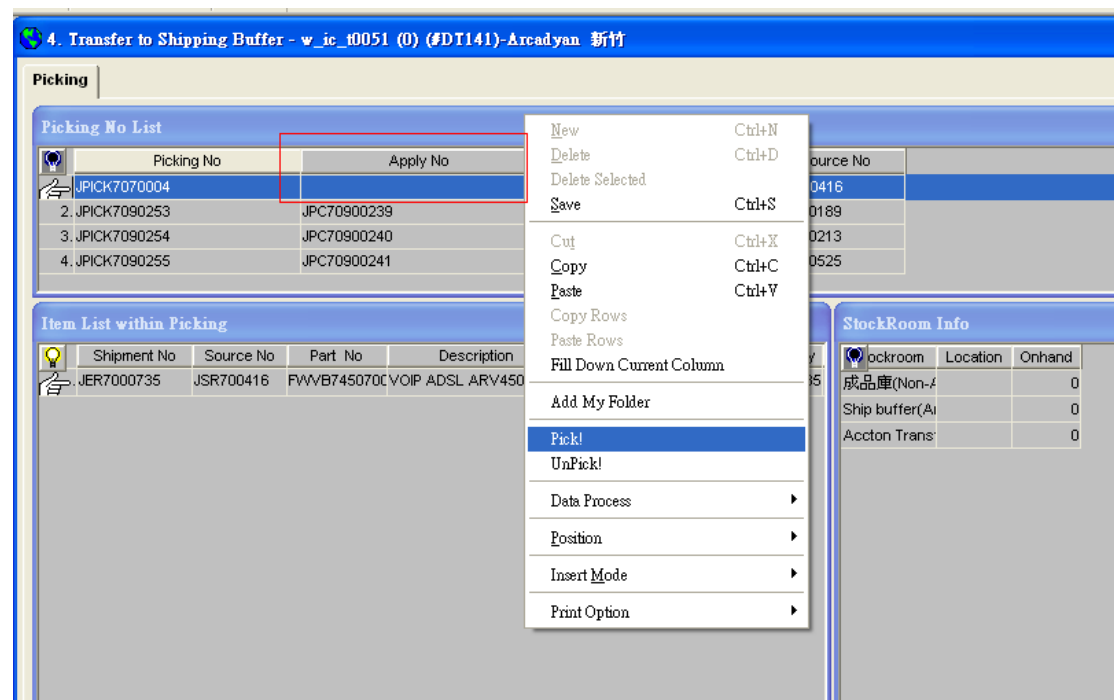 4. Transfer to Shipping Buffer - w_ic_t0051 (0) (#DT141)-Arcadyan 新竹
Picking
Picking No List
Picking No Apply No ource No
JPICK7070004 0416
2. JPICK7090253 JPC70900239 0189
3. JPICK7090254 JPC70900240 0213
4. JPICK7090255 JPC70900241 0525
New Ctrl+N
Delete Ctrl+D
Delete Selected
Save Ctrl+S
Cut Ctrl+X
Copy Ctrl+C
Paste Ctrl+V
Copy Rows
Paste Rows
Fill Down Current Column
Add My Folder
Pick!
UnPick!
Data Process
Position
Insert Mode
Print Option
Item List within Picking
Shipment No Source No Part No Description y
JER7000735 JSR700416 VOIP ADSL ARV450 35
StockRoom Info
ockroom Location Onhand
成品庫(Non-A 0
Ship buffer(Ar 0
Accton Trans 0